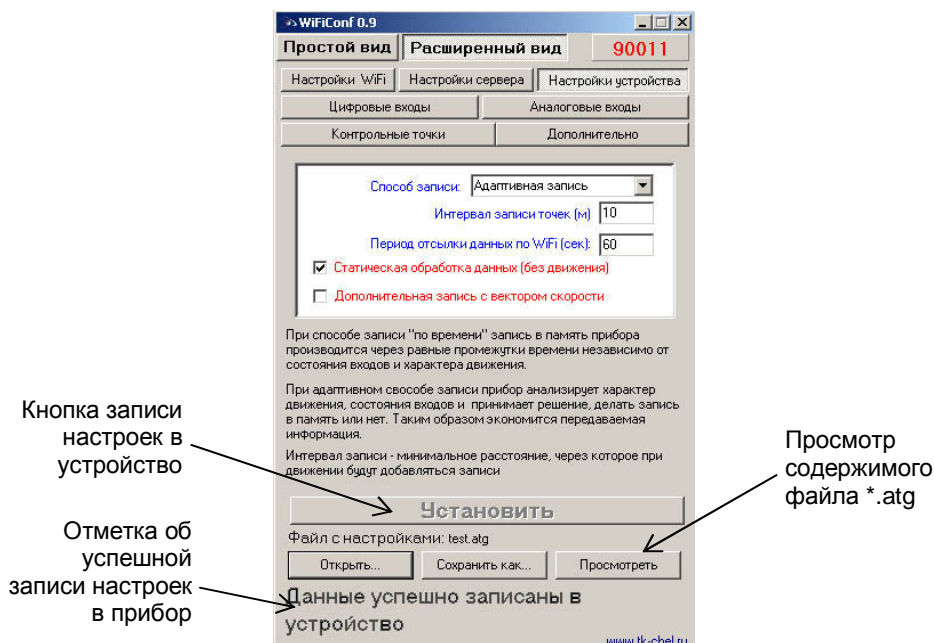 WiFiConf 0.9
Простой вид Расширенный вид 90011
Настройки WiFi Настройки сервера Настройки устройства
Цифровые входы Аналоговые входы
Контрольные точки Дополнительно
Способ записи: Адаптивная запись
Интервал записи точек (м) 10
Период отсылки данных по WiFi (сек): 60
Статическая обработка данных (без движения)
Дополнительная запись с вектором скорости
При способе записи "по времени" запись в память прибора
производится через равные промежутки времени независимо от
состояния входов и характера движения.
При адаптивном свособе записи прибор анализирует характер
движения, состояния входов и принимает решение, делать запись
в память или нет. Таким образом экономится передаваемая
информация.
Интервал записи - минимальное расстояние, через которое при
движении будут добавляться записи
Кнопка записи
настроек в
устройство
Просмотр
содержимого
файла *.atg
Установить
Файл с настройками: test.atg
Открыть... Сохранить как... Просмотреть
Отметка об
успешной
записи настроек
в прибор
Данные успешно записаны в
устройство
www.tk-chel.ru